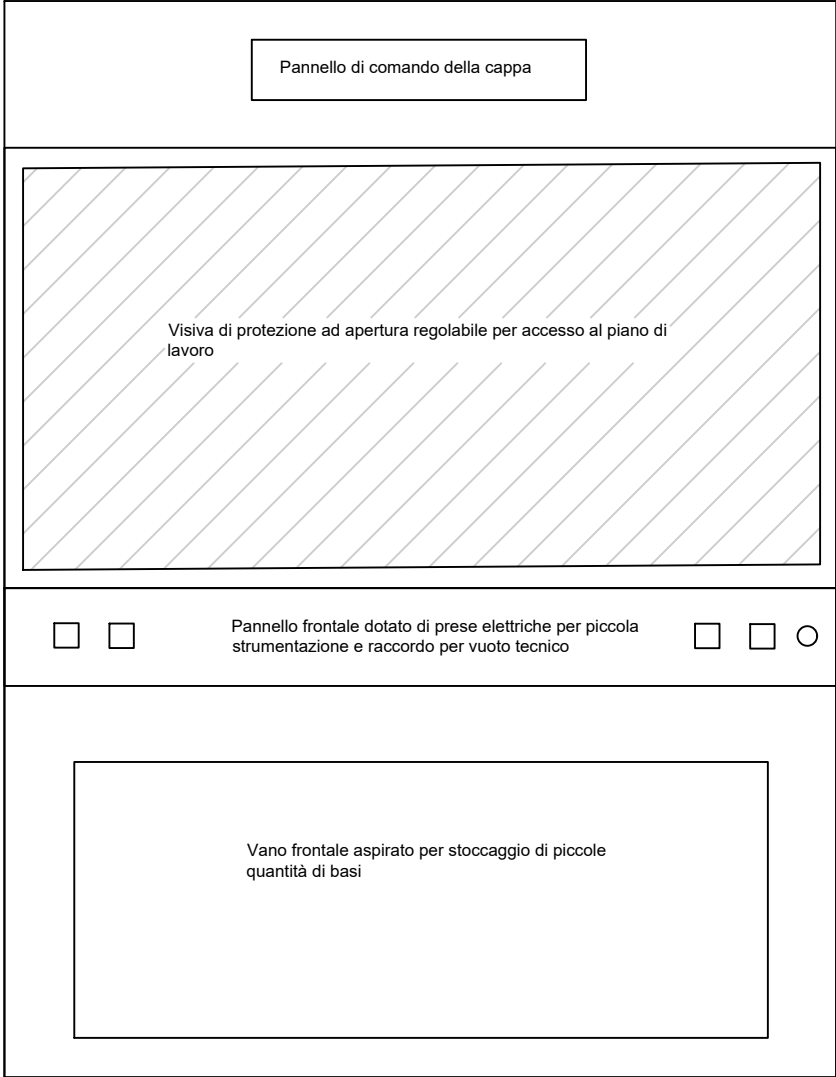 Pannello di comando della cappa
Visiva di protezione ad apertura regolabile per accesso al piano di
lavoro
Pannello frontale dotato di prese elettriche per piccola
strumentazione e raccordo per vuoto tecnico
Vano frontale aspirato per stoccaggio di piccole
quantità di basi